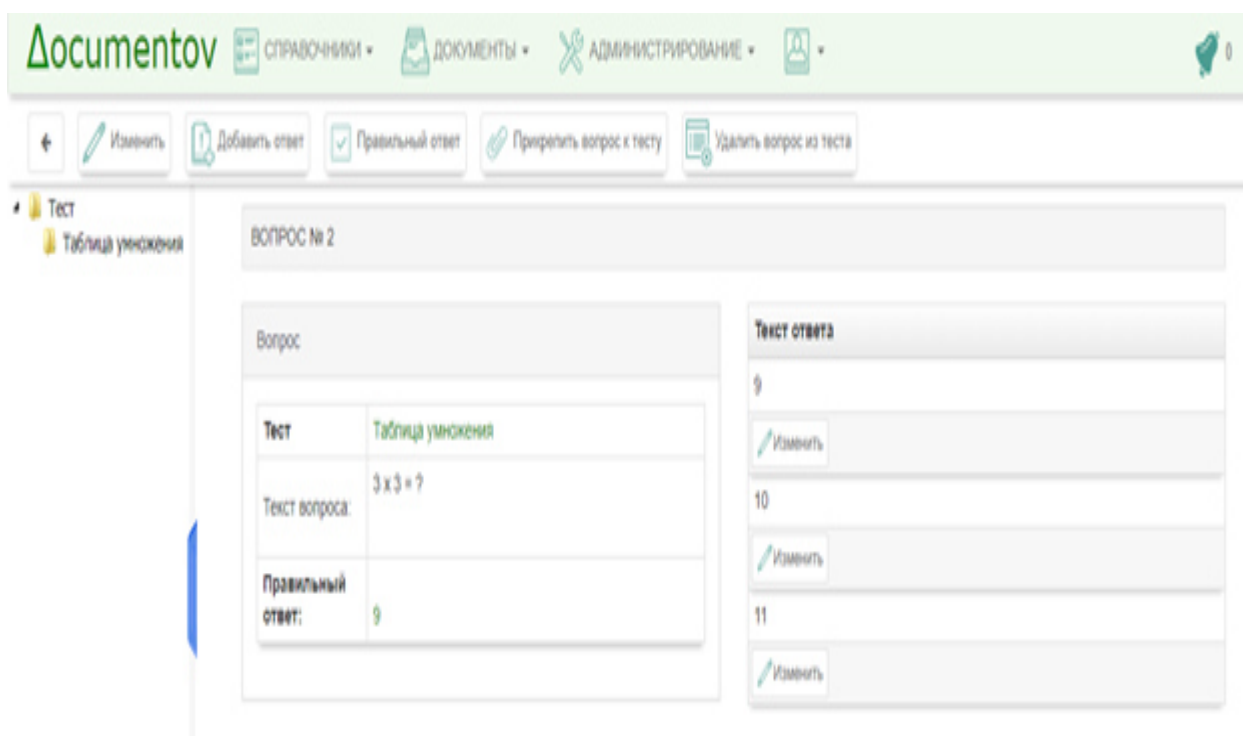 Δocumentov СПРАВОЧНИКИ ДОКУМЕНТЫ АДМИНИСТРИРОВАНИЕ 0
Изменить Добавить ответ Правильный ответ Прикрепить вопрос к тесту Удалить вопрос из теста
Тест
Таблица умножения
ВОПРОС № 2
Вопрос
Тест Таблица умножения
Текст вопроса: 3 x 3 = ?
Правильный
ответ: 9
Текст ответа
9
Изменить
10
Изменить
11
Изменить